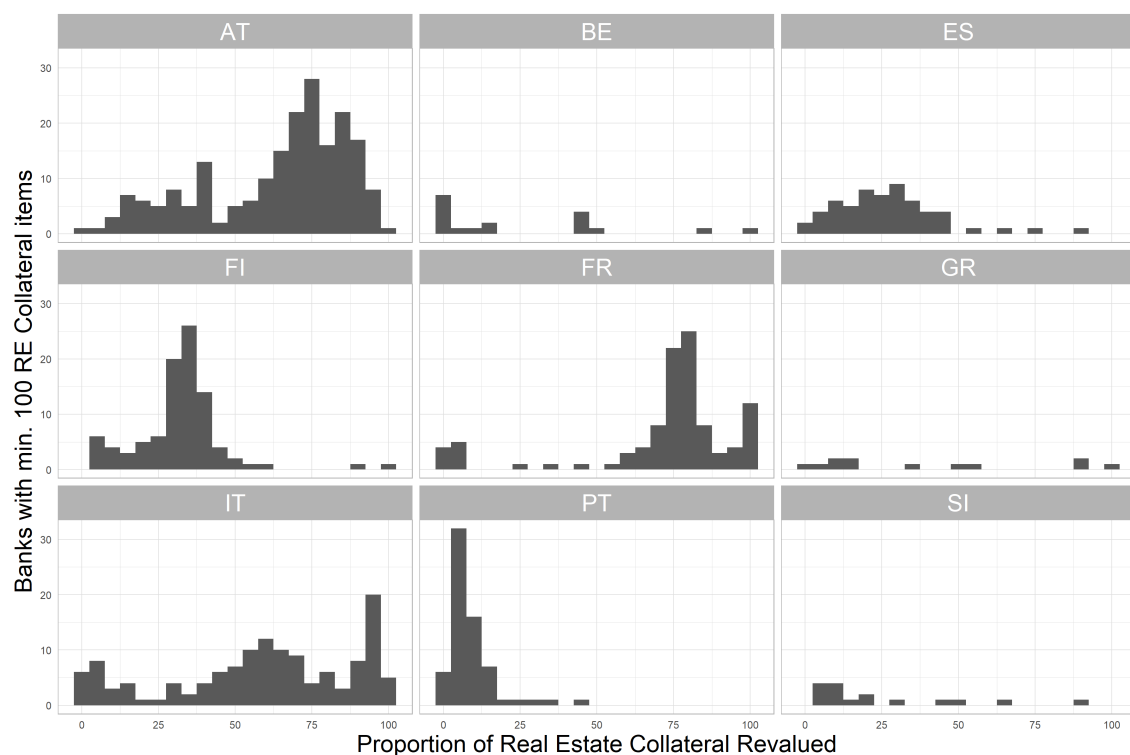 AT BE ES
30
20
10
0
FI FR GR
30
20
10
0
IT PT SI
30
20
10
0
0 25 50 75 100 0 25 50 75 100 0 25 50 75 100
Banks with min. 100 RE Collateral items
Proportion of Real Estate Collateral Revalued